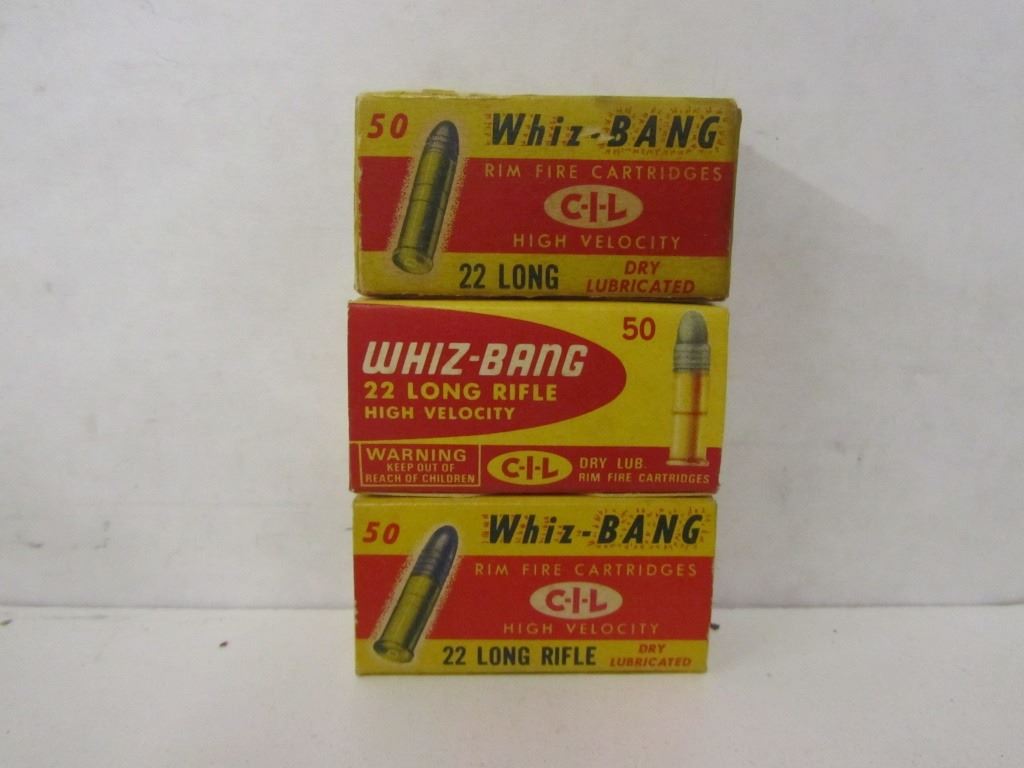 50 Whiz-BANG
RIM FIRE CARTRIDGES
C-I-L
HIGH VELOCITY
22 LONG DRY
LUBRICATED
WHIZ-BANG 50
22 LONG RIFLE
HIGH VELOCITY
WARNING
KEEP OUT OF
REACH OF CHILDREN
C-I-L
DRY LUB.
RIM FIRE CARTRIDGES
50 Whiz-BANG
RIM FIRE CARTRIDGES
C-I-L
HIGH VELOCITY
22 LONG RIFLE DRY
LUBRICATED